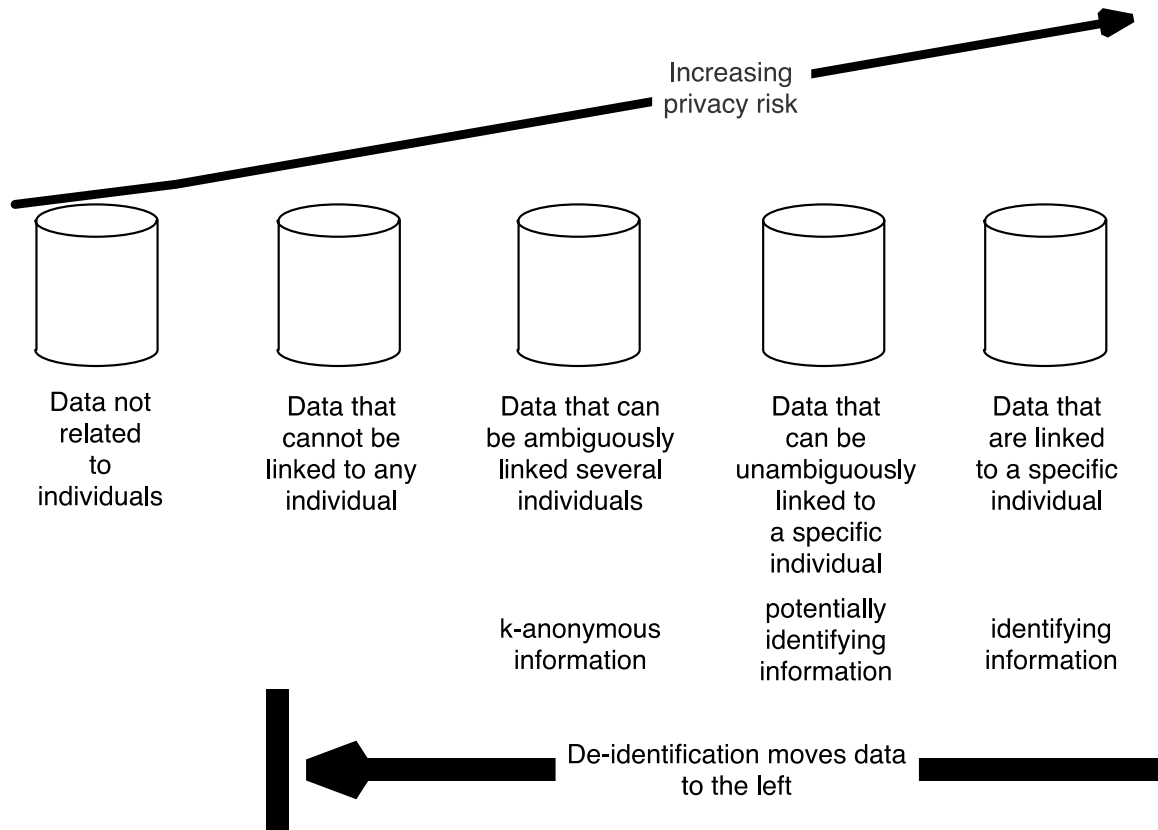 Increasing
privacy risk
Data not
related
to
individuals
Data that
cannot be
linked to any
individual
Data that can
be ambiguously
linked several
individuals
Data that
can be
unambiguously
linked to
a specific
individual
Data that
are linked
to a specific
individual
k-anonymous
information
potentially
identifying
information
identifying
information
De-identification moves data
to the left